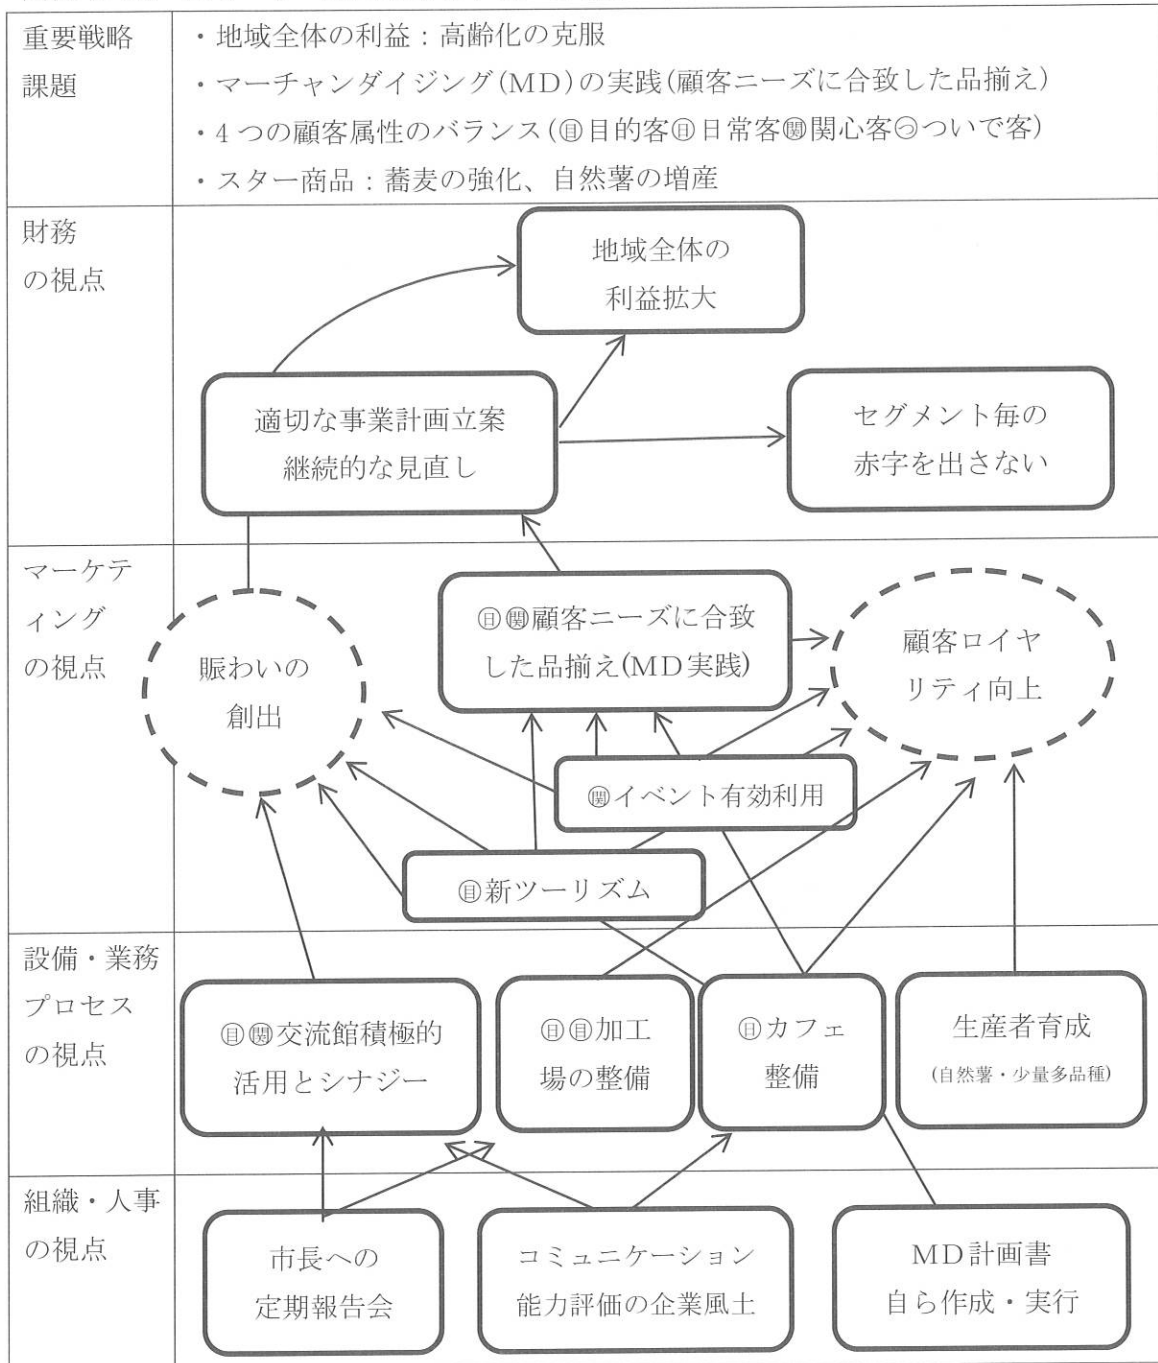 重要戦略
課題
・地域全体の利益：高齢化の克服
・マーチャンダイジング(MD)の実践(顧客ニーズに合致した品揃え)
・4つの顧客属性のバランス(㊊目的客㊐日常客㋥関心客㋡ついで客)
・スター商品：蕎麦の強化、自然薯の増産
財務
の視点
地域全体の
利益拡大
適切な事業計画立案
継続的な見直し
セグメント毎の
赤字を出さない
マーケテ
ィング
の視点
賑わいの
創出
㊐関顧客ニーズに合致
した品揃え(MD実践)
顧客ロイヤ
リティ向上
関イベント有効利用
目新ツーリズム
設備・業務
プロセス
の視点
目関交流館積極的
活用とシナジー
㊐目加工
場の整備
㊐カフェ
整備
生産者育成
(自然薯・少量多品種)
組織・人事
の視点
市長への
定期報告会
コミュニケーション
能力評価の企業風土
MD計画書
自ら作成・実行